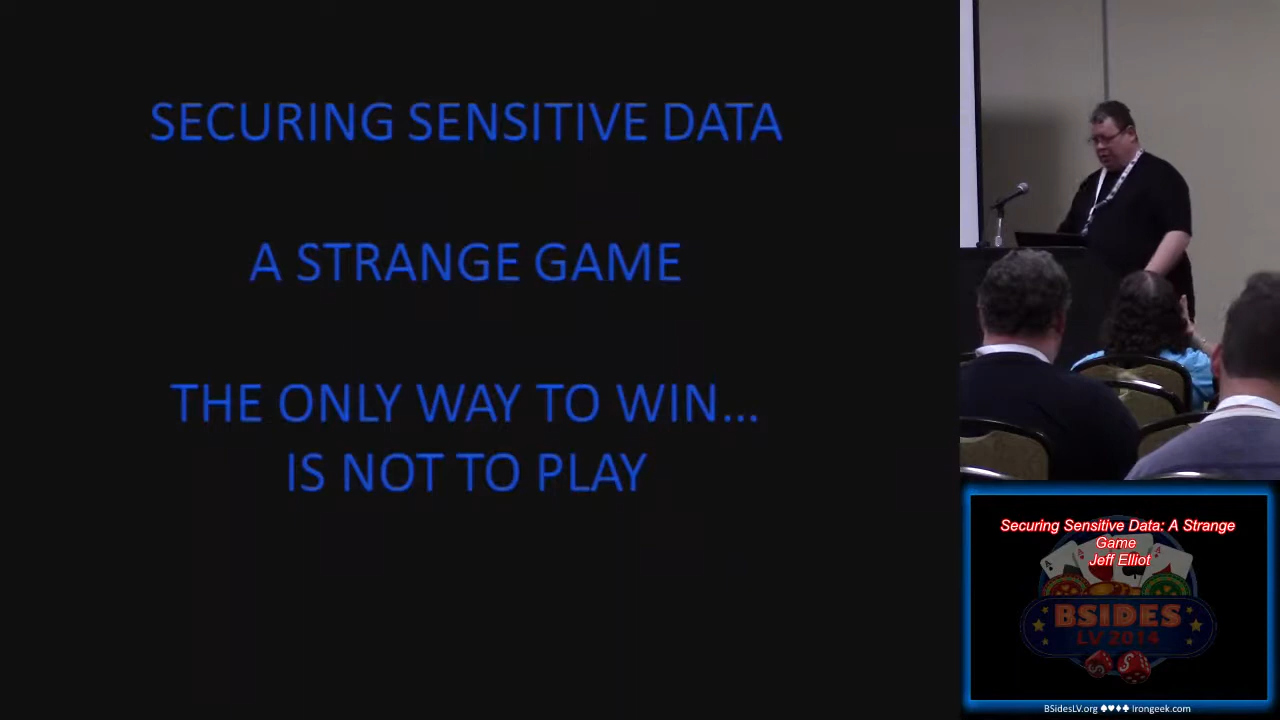 SECURING SENSITIVE DATA
A STRANGE GAME
THE ONLY WAY TO WIN...
IS NOT TO PLAY
Securing Sensitive Data: A Strange
Game
Jeff Elliot
BSIDES
LV 2014
BSidesLV.org ♠♥♦♣ Irongeek.com